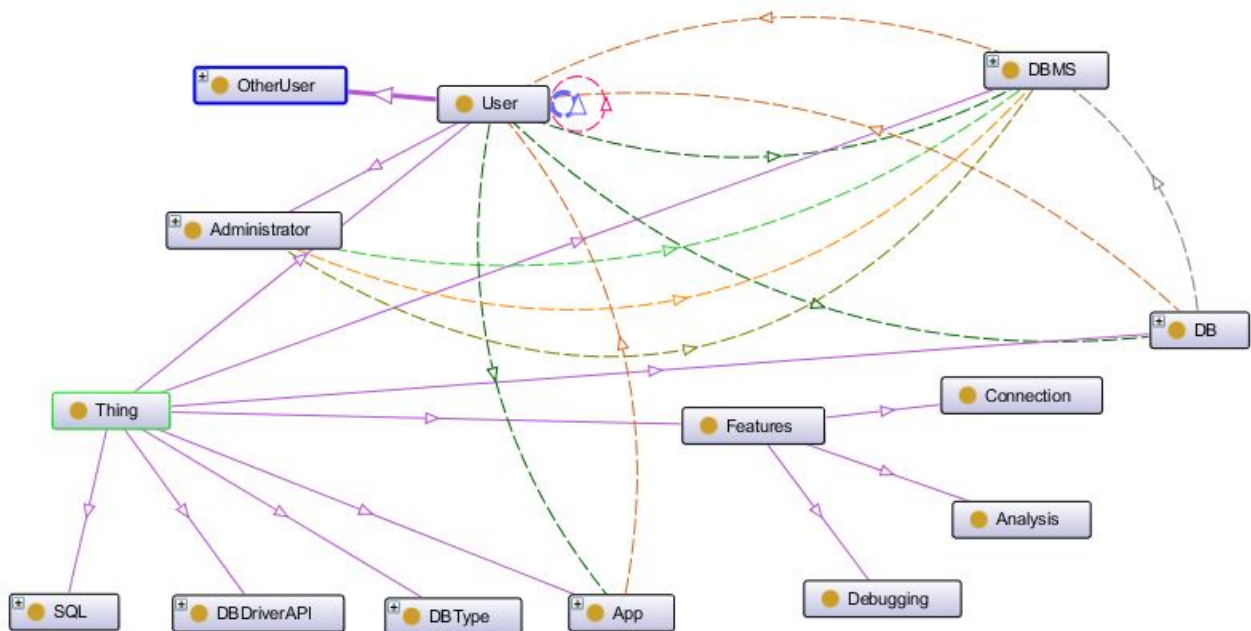 OtherUser
User
DBMS
Administrator
DB
Thing
Features
Connection
Analysis
SQL
DBDriverAPI
DBType
App
Debugging